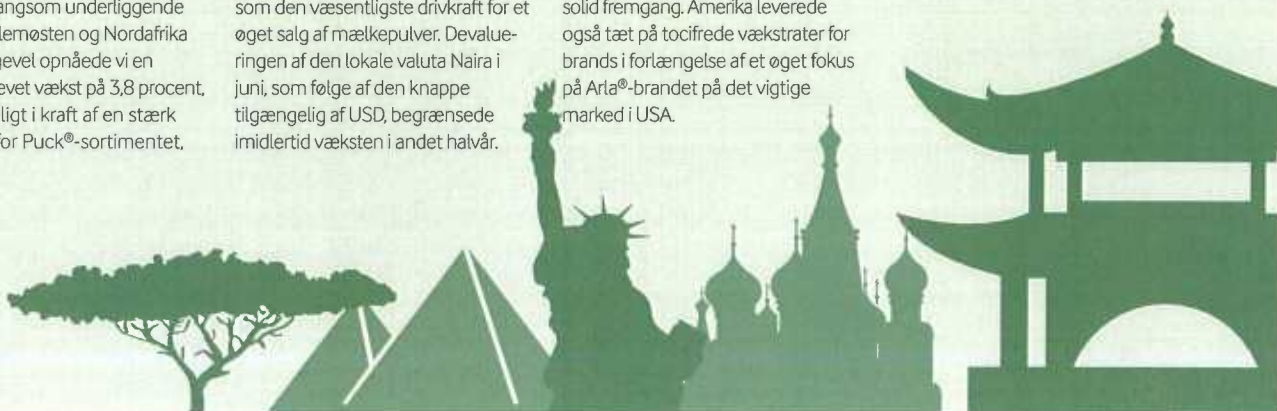 angsom underliggende
lemøsten og Nordafrika
gevel opnåede vi en
evet vækst på 3,8 procent,
ligt i kraft af en stærk
for Puck®-sortimentet,
som den væsentligste drivkraft for et
øget salg af mælkepulver. Devalue-
ringen af den lokale valuta Naira i
juni, som følge af den knappe
tilgængelig af USD, begrænsede
imidlertid væksten i andet halvår.
solid fremgang. Amerika leverede
også tæt på tocifrede vækstrater for
brands i forlængelse af et øget fokus
på Arla®-brandet på det vigtige
marked i USA.